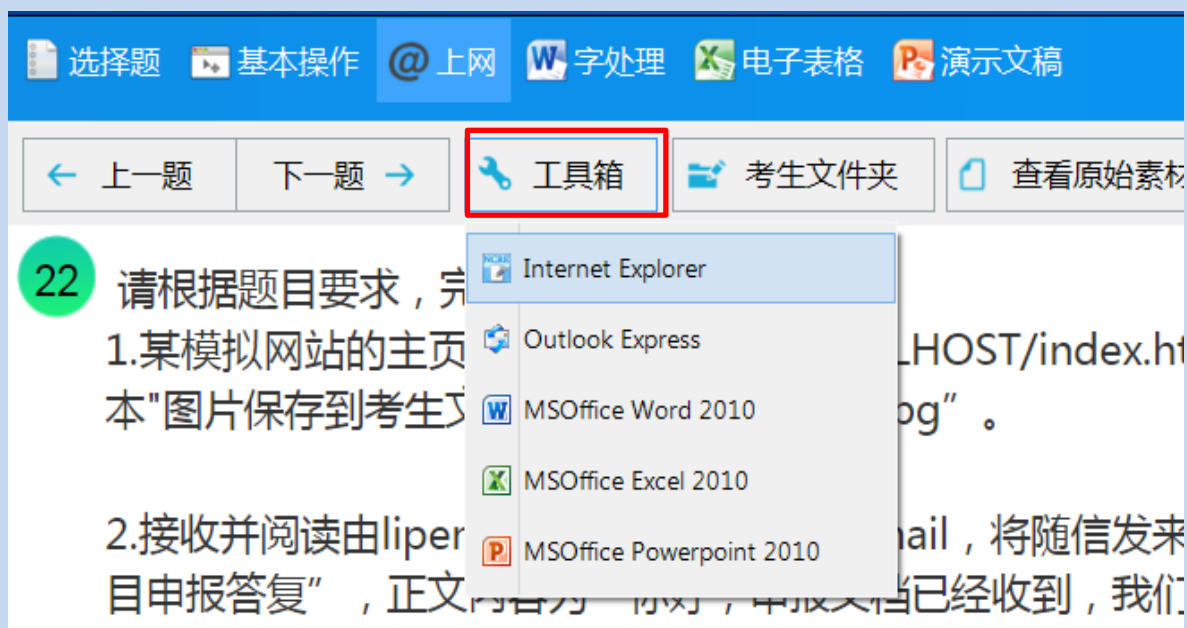 选择题 基本操作 @ 上网 字处理 电子表格 演示文稿
← 上一题 下一题 → 工具箱 考生文件夹 查看原始素材
22 请根据题目要求，完
Internet Explorer
1.某模拟网站的主页 LHOST/index.ht
Outlook Express
本"图片保存到考生文 pg”。
MSOffice Word 2010
MSOffice Excel 2010
2.接收并阅读由liper mail，将随信发来
MSOffice Powerpoint 2010
目申报答复”，正文内容为 你好，申报文档已经收到，我们